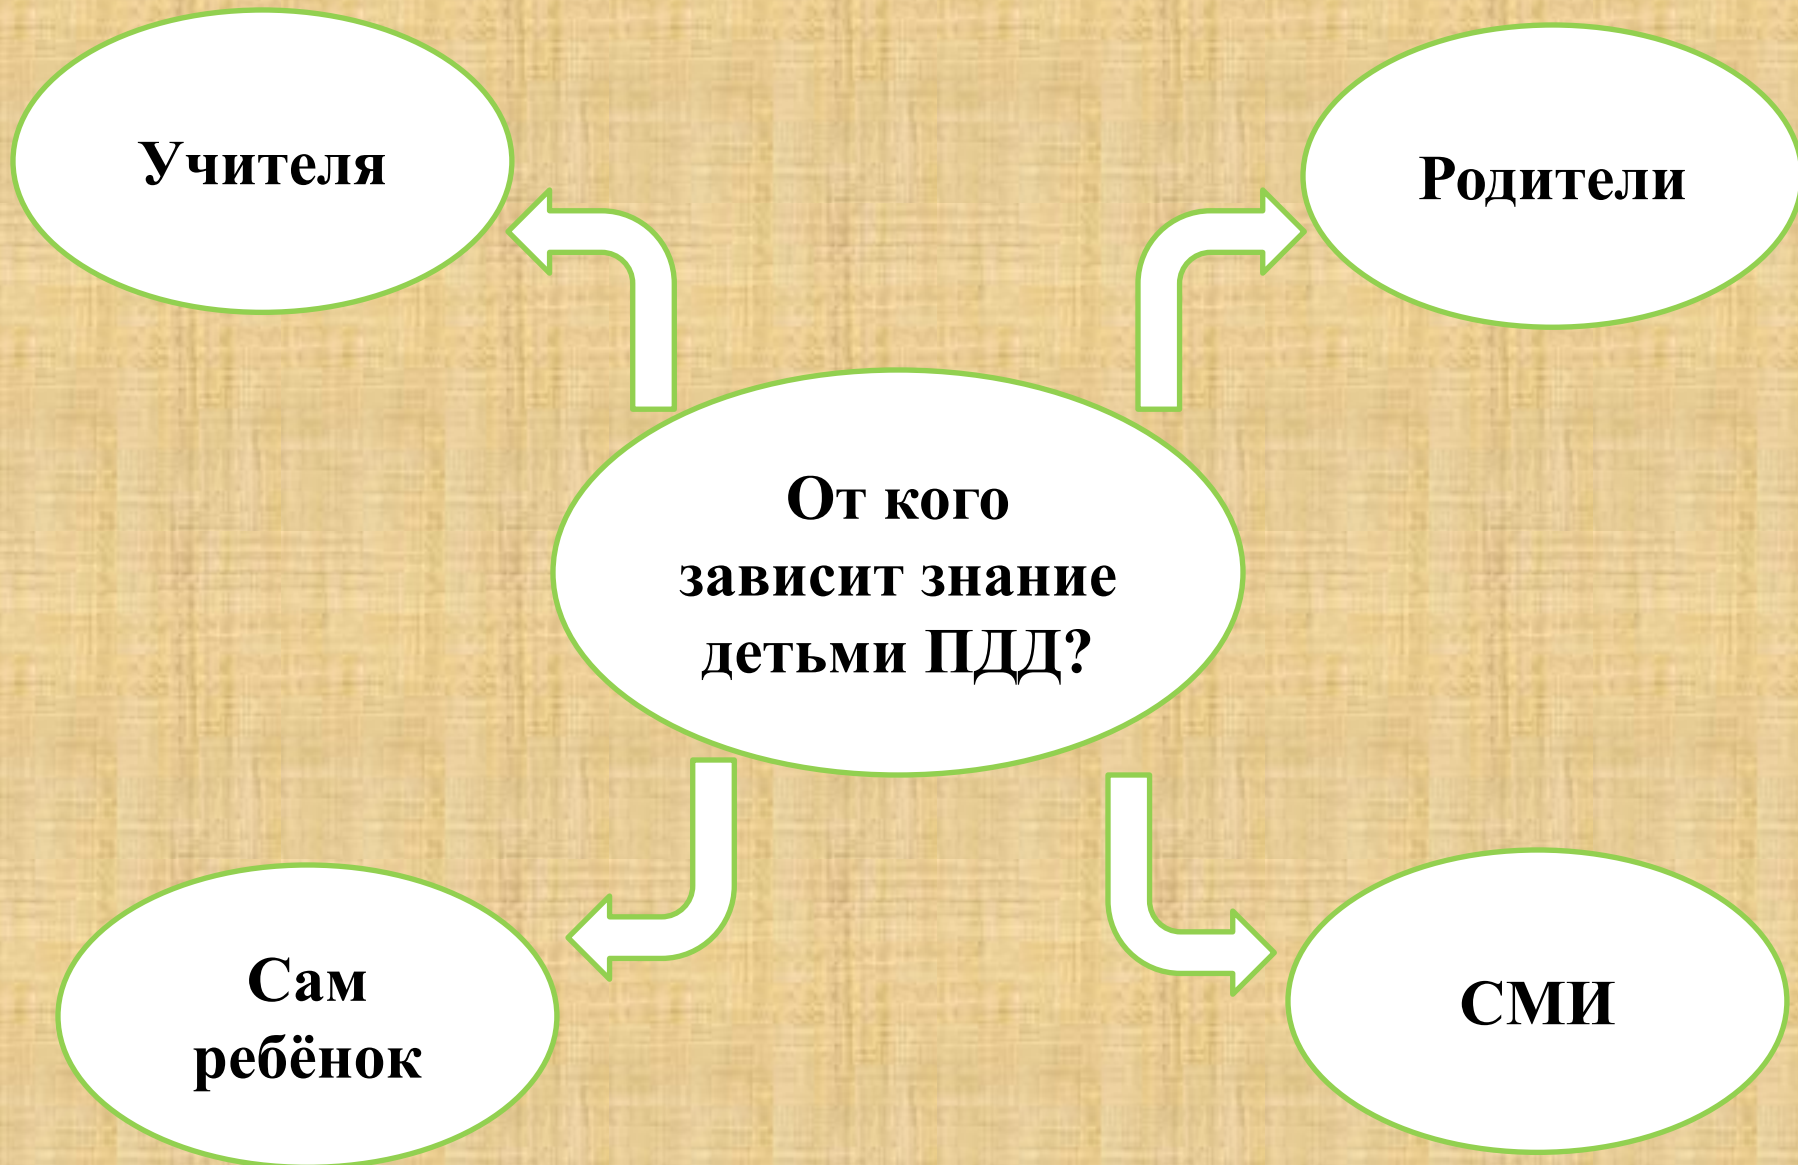 Учителя
Родители
От кого
зависит знание
детьми ПДД?
Сам
ребёнок
СМИ